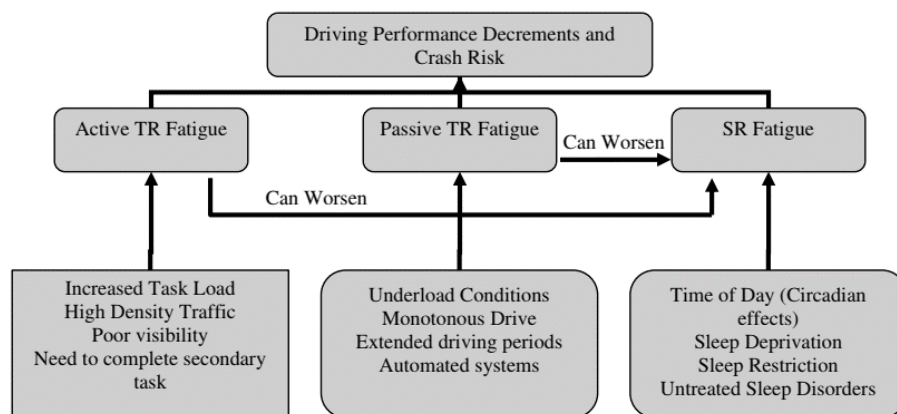 Driving Performance Decrements and
Crash Risk
Active TR Fatigue
Passive TR Fatigue
SR Fatigue
Can Worsen
Can Worsen
Increased Task Load
High Density Traffic
Poor visibility
Need to complete secondary
task
Underload Conditions
Monotonous Drive
Extended driving periods
Automated systems
Time of Day (Circadian
effects)
Sleep Deprivation
Sleep Restriction
Untreated Sleep Disorders